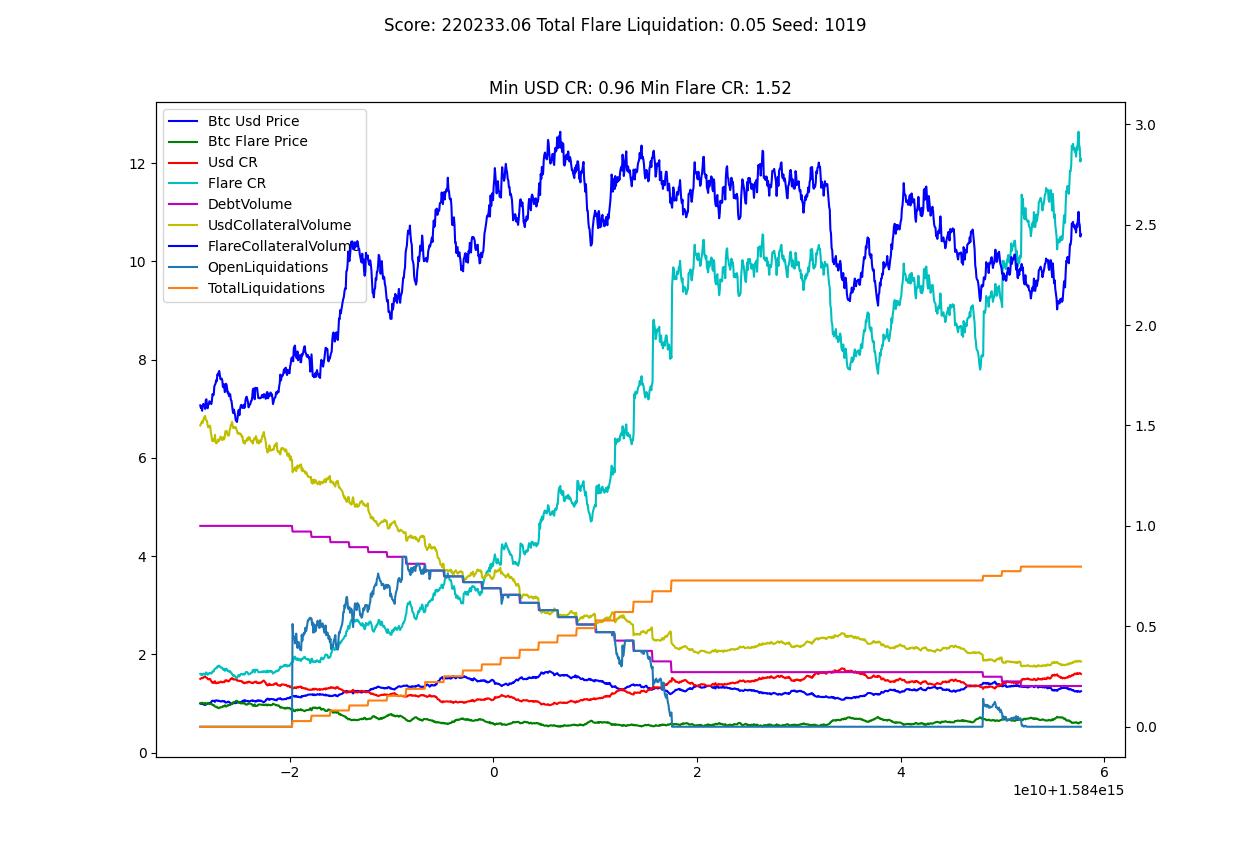 Score: 220233.06 Total Flare Liquidation: 0.05 Seed: 1019
Min USD CR: 0.96 Min Flare CR: 1.52
Btc Usd Price
Btc Flare Price
Usd CR
Flare CR
DebtVolume
UsdCollateralVolume
FlareCollateralVolume
OpenLiquidations
TotalLiquidations
12
10
8
6
4
2
0
3.0
2.5
2.0
1.5
1.0
0.5
0.0
−2
0
2
4
6
1e10+1.584e15